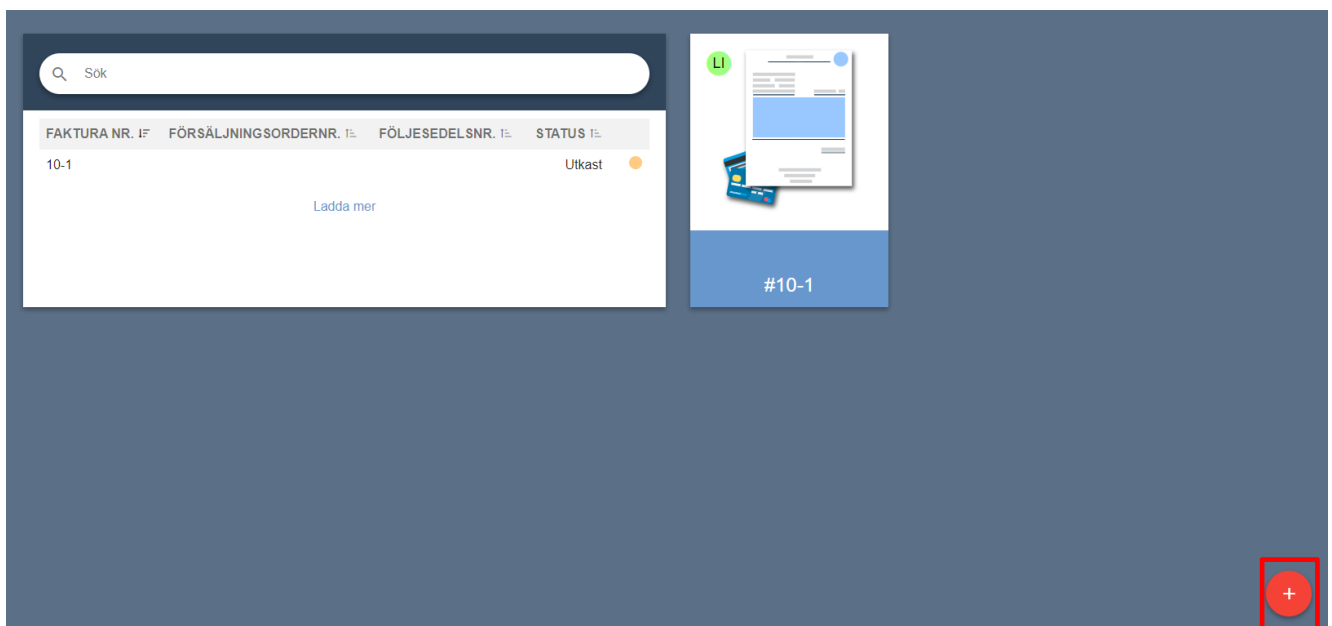 Sök
FAKTURA NR. FÖRSÄLJNINGSORDERNR. FÖLJESEDELSNR. STATUS
10-1 Utkast
Ladda mer
LI
#10-1
+